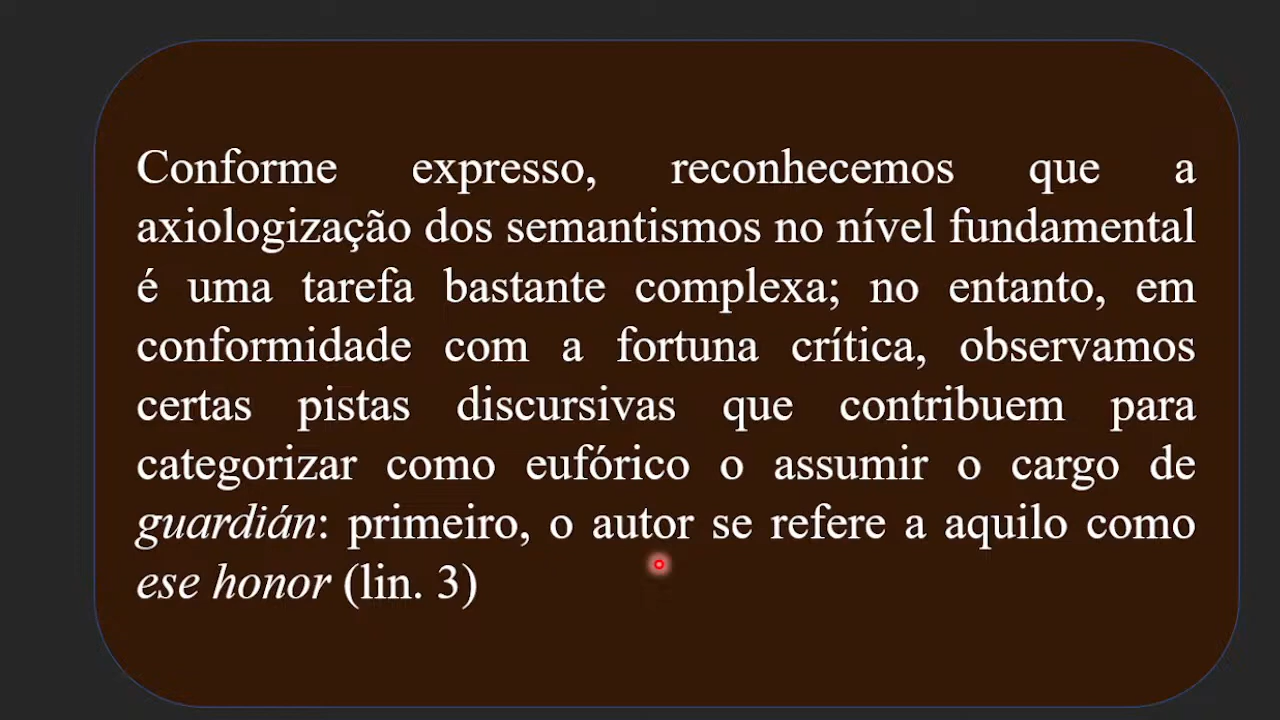 Conforme expresso, reconhecemos que a
axiologização dos semantismos no nível fundamental
é uma tarefa bastante complexa; no entanto, em
conformidade com a fortuna crítica, observamos
certas pistas discursivas que contribuem para
categorizar como eufórico o assumir o cargo de
guardián: primeiro, o autor se refere a aquilo como
ese honor (lin. 3)